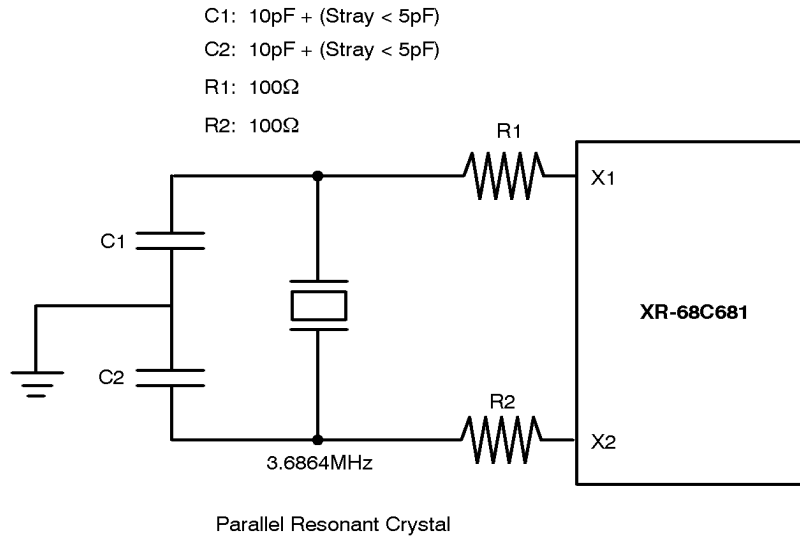 C1: 10pF + (Stray < 5pF)
C2: 10pF + (Stray < 5pF)
R1: 100Ω
R2: 100Ω
R1
X1
C1
XR-68C681
C2
R2
X2
3.6864MHz
Parallel Resonant Crystal